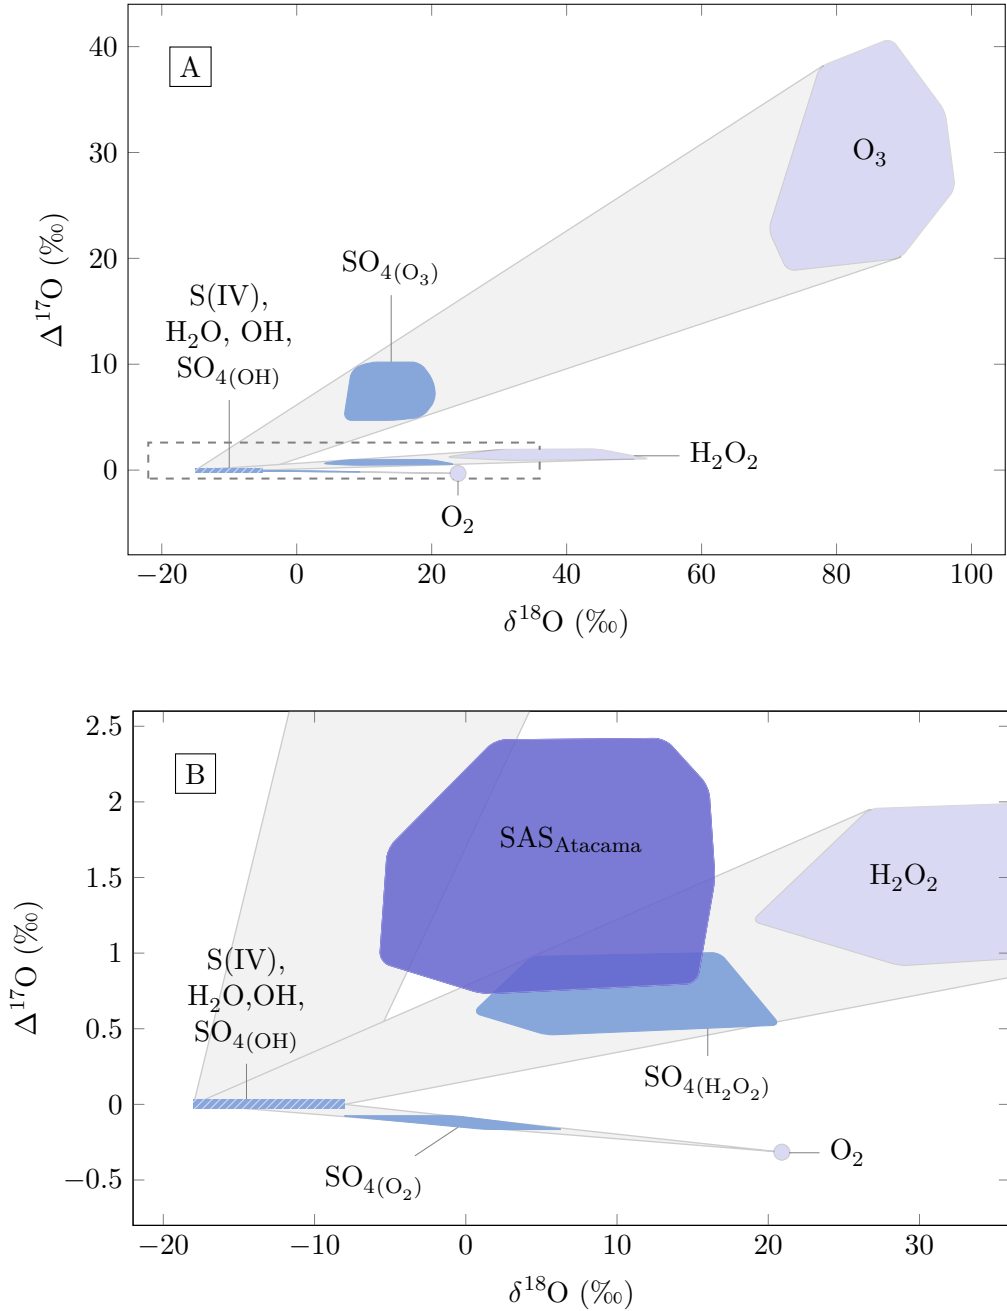 A
40
30
20
10
0
Δ¹⁷O (‰)
O₃
SO₄₍O₃₎
S(IV),
H₂O, OH,
SO₄₍OH₎
H₂O₂
O₂
−20 0 20 40 60 80 100
δ¹⁸O (‰)
B
2.5
2
1.5
1
0.5
0
−0.5
Δ¹⁷O (‰)
SAS_Atacama
H₂O₂
S(IV),
H₂O,OH,
SO₄₍OH₎
SO₄₍H₂O₂₎
O₂
SO₄₍O₂₎
−20 −10 0 10 20 30
δ¹⁸O (‰)